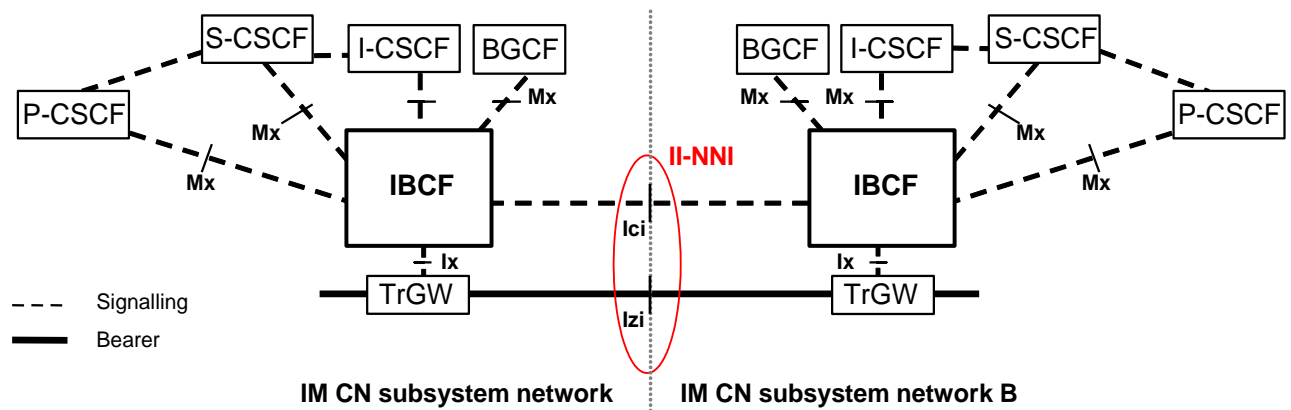 S-CSCF
I-CSCF
BGCF
BGCF
I-CSCF
S-CSCF
P-CSCF
Mx
Mx
Mx
P-CSCF
Mx
Mx
II-NNI
Mx
Mx
IBCF
IBCF
Ici
Ix
Ix
TrGW
TrGW
Signalling
Izi
Bearer
IM CN subsystem network
IM CN subsystem network B